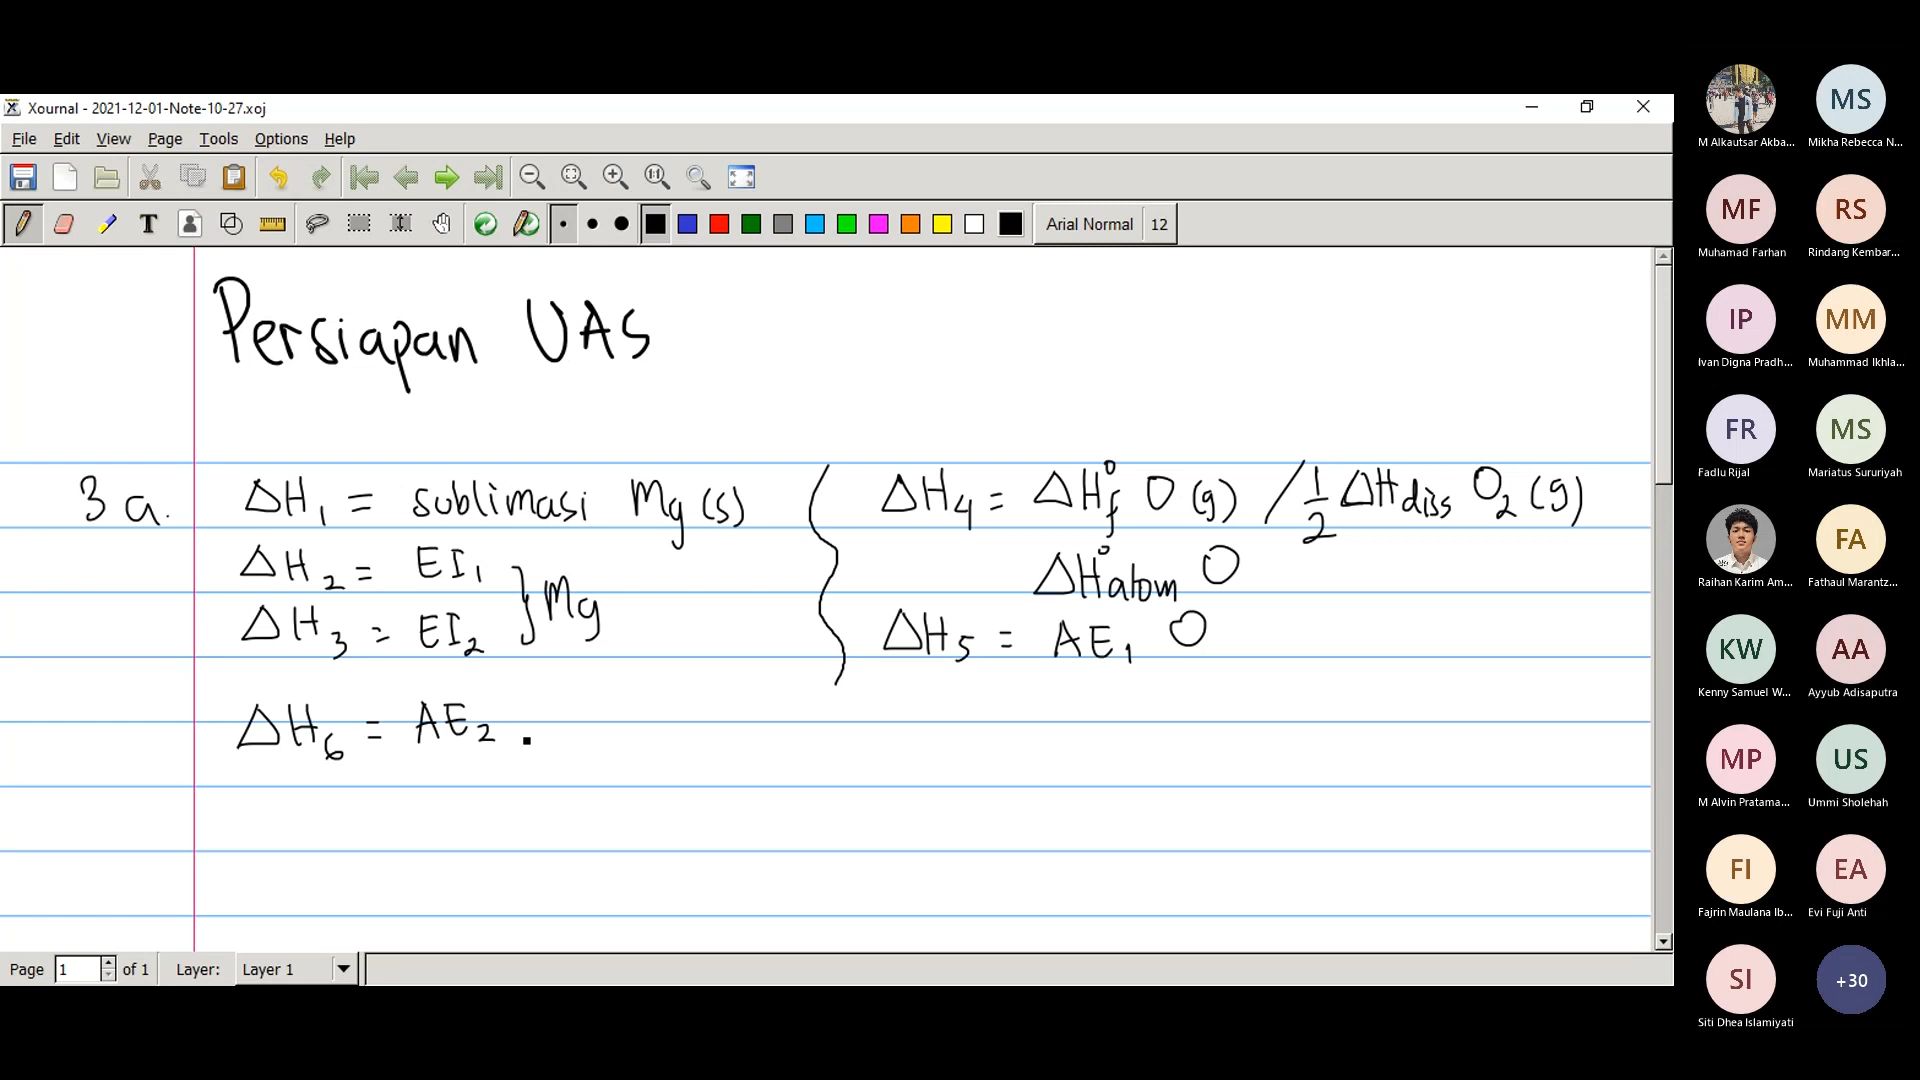 Xournal - 2021-12-01-Note-10-27.xoj
File Edit View Page Tools Options Help
Arial Normal 12
Persiapan UAS
3 a. ΔH₁ = sublimasi Mg(s)
ΔH₂ = EI₁
ΔH₃ = EI₂ } Mg
ΔH₄ = ΔH°f O(g) / ½ ΔHdiss O₂(g)
ΔH°atom O
ΔH₅ = AE₁ O
ΔH₆ = AE₂ .
Page 1 of 1 Layer: Layer 1
M Alkautsar Akba...
MS
Mikha Rebecca N...
MF
Muhamad Farhan
RS
Rindang Kembar...
IP
Ivan Digna Pradh...
MM
Muhammad Ikhla...
FR
Fadlu Rijal
MS
Mariatus Sururiyah
Raihan Karim Am...
FA
Fathaul Marantz...
KW
Kenny Samuel W...
AA
Ayyub Adisaputra
MP
M Alvin Pratama...
US
Ummi Sholehah
FI
Fajrin Maulana Ib...
EA
Evi Fuji Anti
SI
Siti Dhea Islamiyati
+30